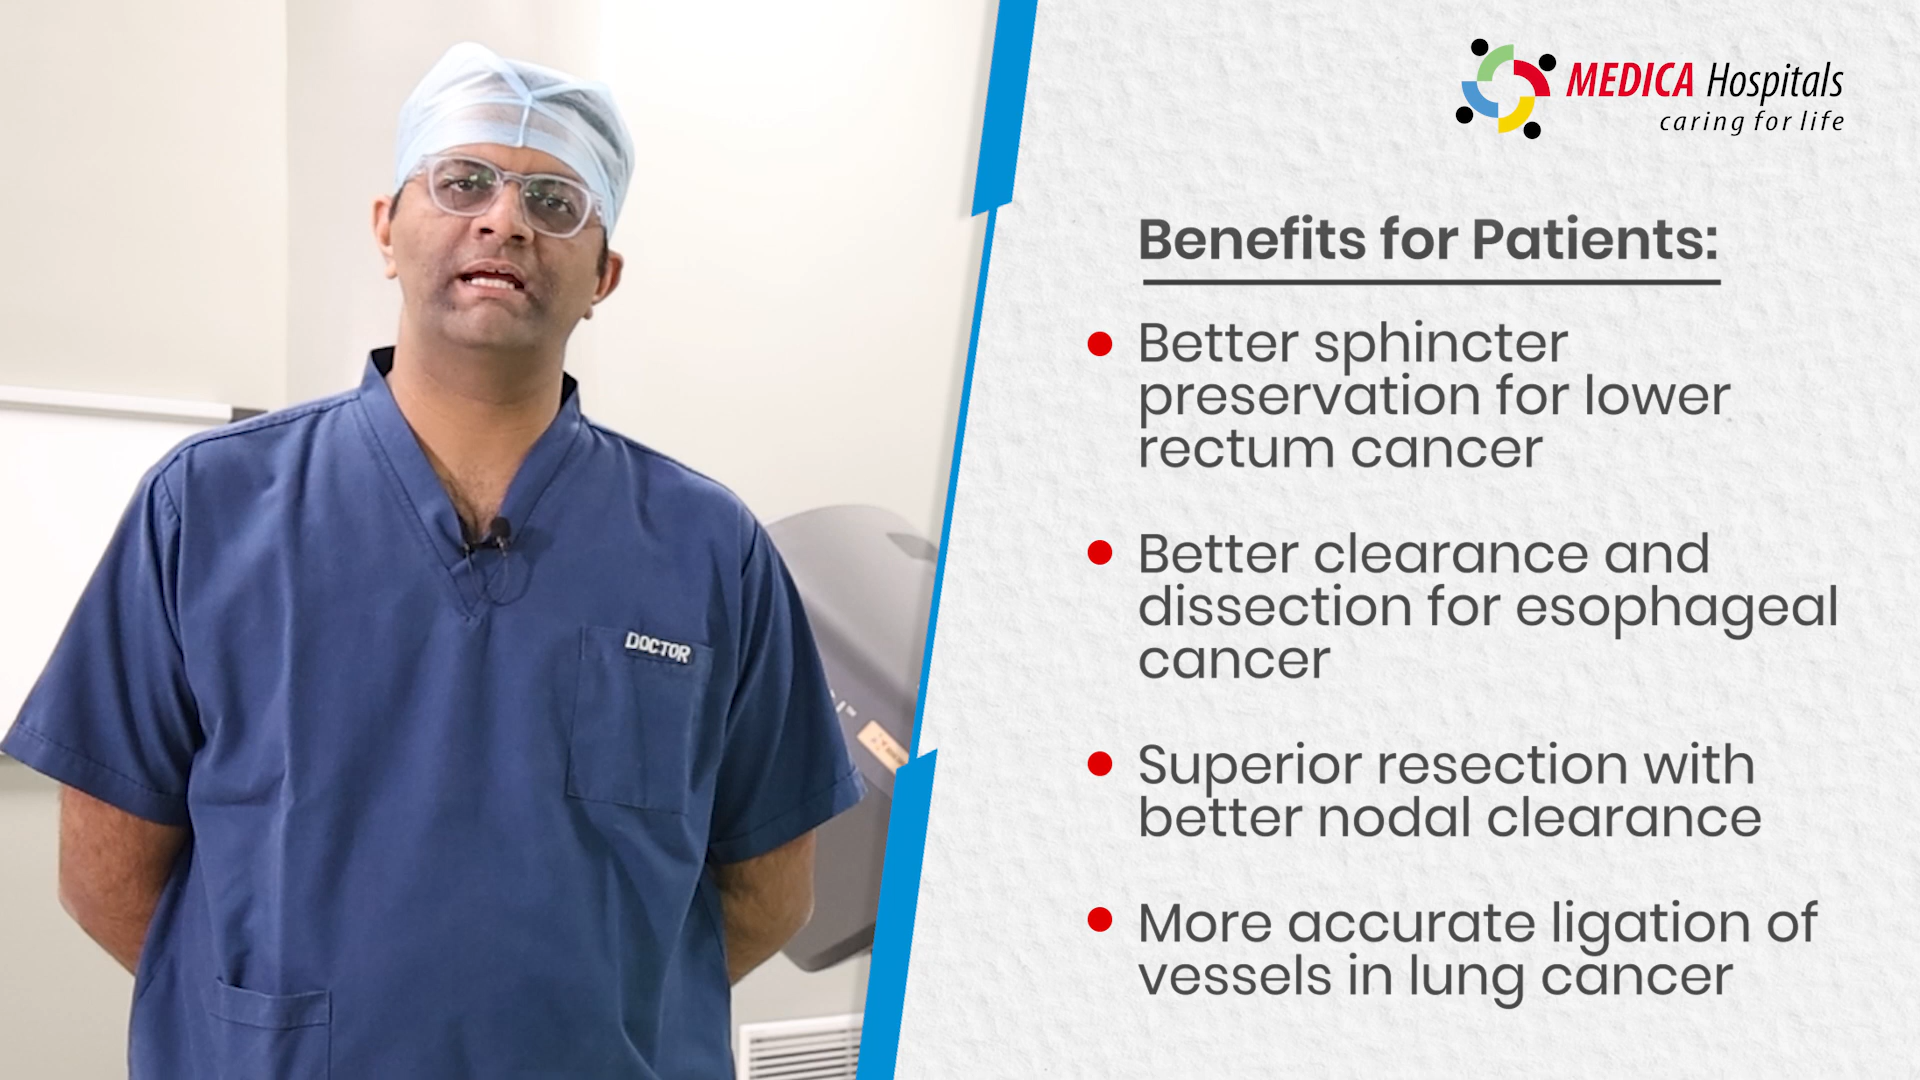 MEDICA Hospitals
caring for life
Benefits for Patients:
Better sphincter
preservation for lower
rectum cancer
Better clearance and
dissection for esophageal
cancer
Superior resection with
better nodal clearance
More accurate ligation of
vessels in lung cancer
DOCTOR